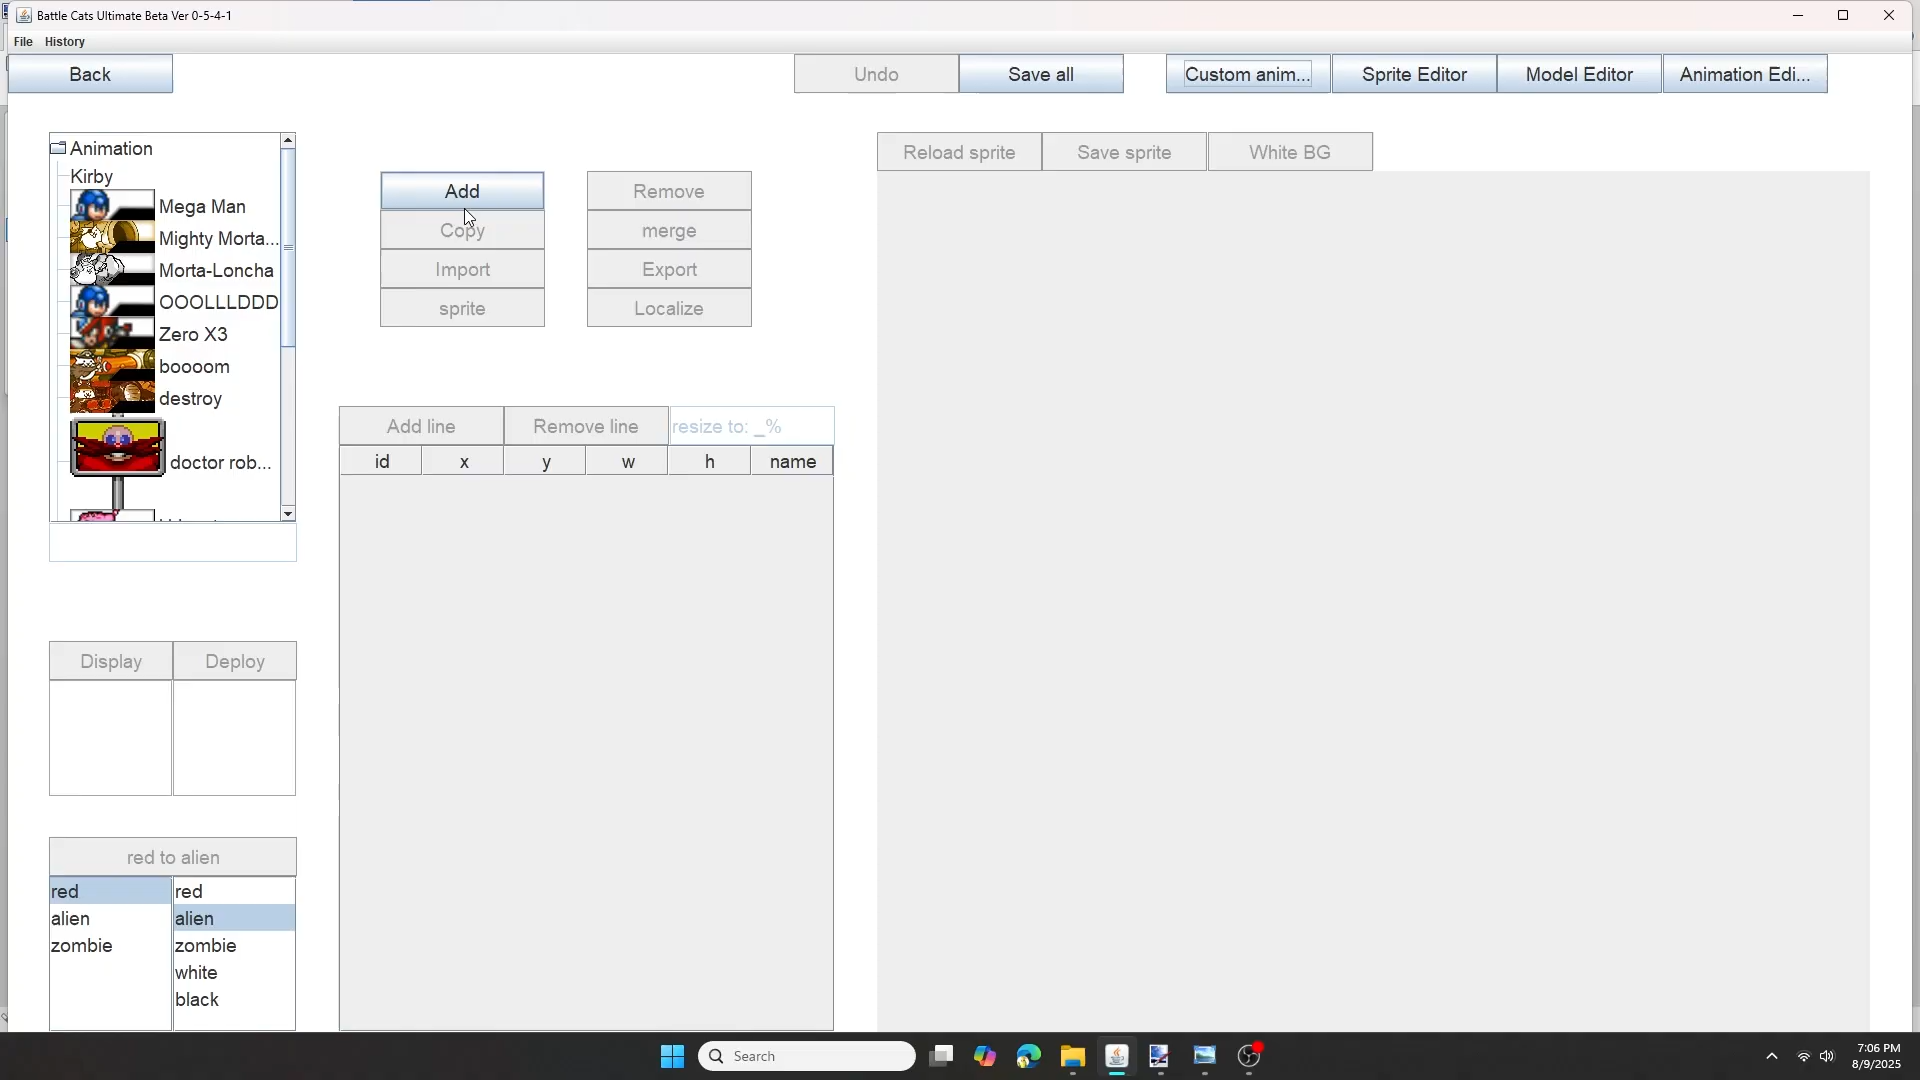 Battle Cats Ultimate Beta Ver 0-5-4-1
File History
Back
Undo
Save all
Custom anim...
Sprite Editor
Model Editor
Animation Edi...
Animation
Kirby
Mega Man
Mighty Morta...
Morta-Loncha
OOOLLLDDD
Zero X3
boooom
destroy
doctor rob...
Add
Remove
Copy
merge
Import
Export
sprite
Localize
Reload sprite
Save sprite
White BG
Add line
Remove line
resize to: _%
id x y w h name
Display
Deploy
red to alien
red
alien
zombie
red
alien
zombie
white
black
Search
7:06 PM
8/9/2025